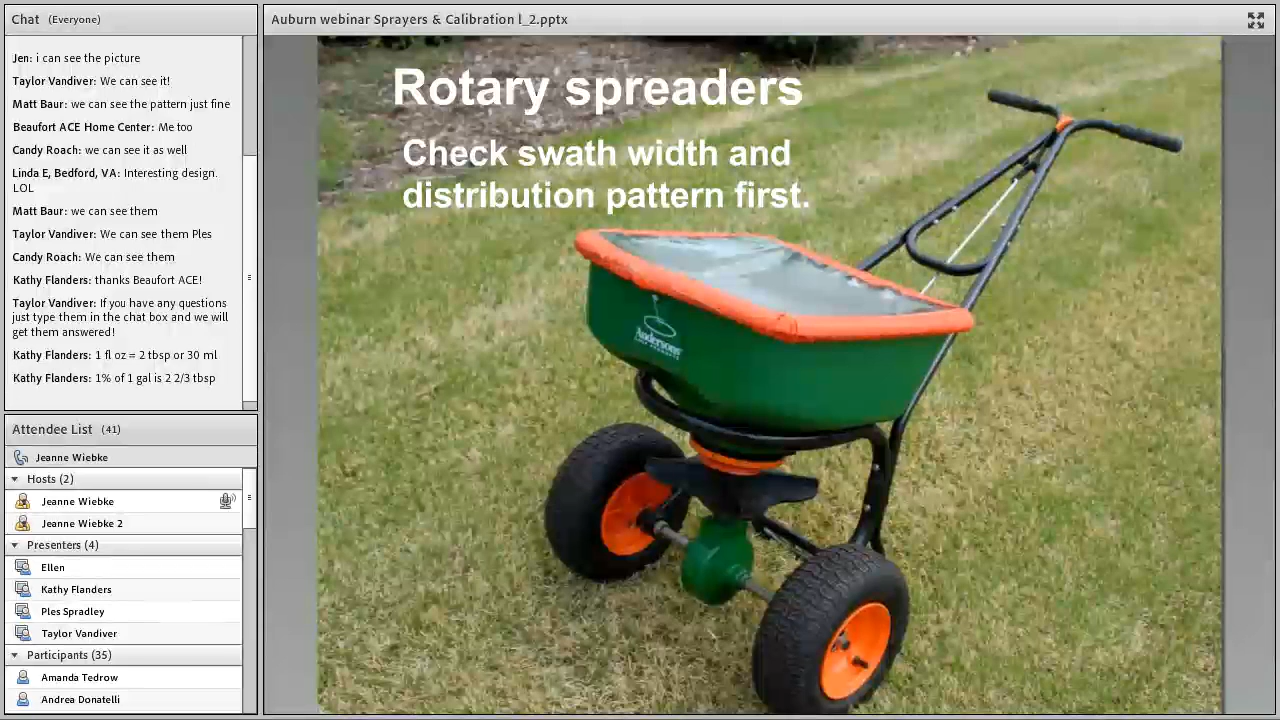 Chat (Everyone)
Jen: i can see the picture
Taylor Vandiver: We can see it!
Matt Baur: we can see the pattern just fine
Beaufort ACE Home Center: Me too
Candy Roach: we can see it as well
Linda E, Bedford, VA: Interesting design.
LOL
Matt Baur: we can see them
Taylor Vandiver: We can see them Ples
Candy Roach: We can see them
Kathy Flanders: thanks Beaufort ACE!
Taylor Vandiver: If you have any questions
just type them in the chat box and we will
get them answered!
Kathy Flanders: 1 fl oz = 2 tbsp or 30 ml
Kathy Flanders: 1% of 1 gal is 2 2/3 tbsp
Attendee List (41)
Jeanne Wiebke
Hosts (2)
Jeanne Wiebke
Jeanne Wiebke 2
Presenters (4)
Ellen
Kathy Flanders
Ples Spradley
Taylor Vandiver
Participants (35)
Amanda Tedrow
Andrea Donatelli
Auburn webinar Sprayers & Calibration l_2.pptx
Rotary spreaders
Check swath width and
distribution pattern first.
Andersons